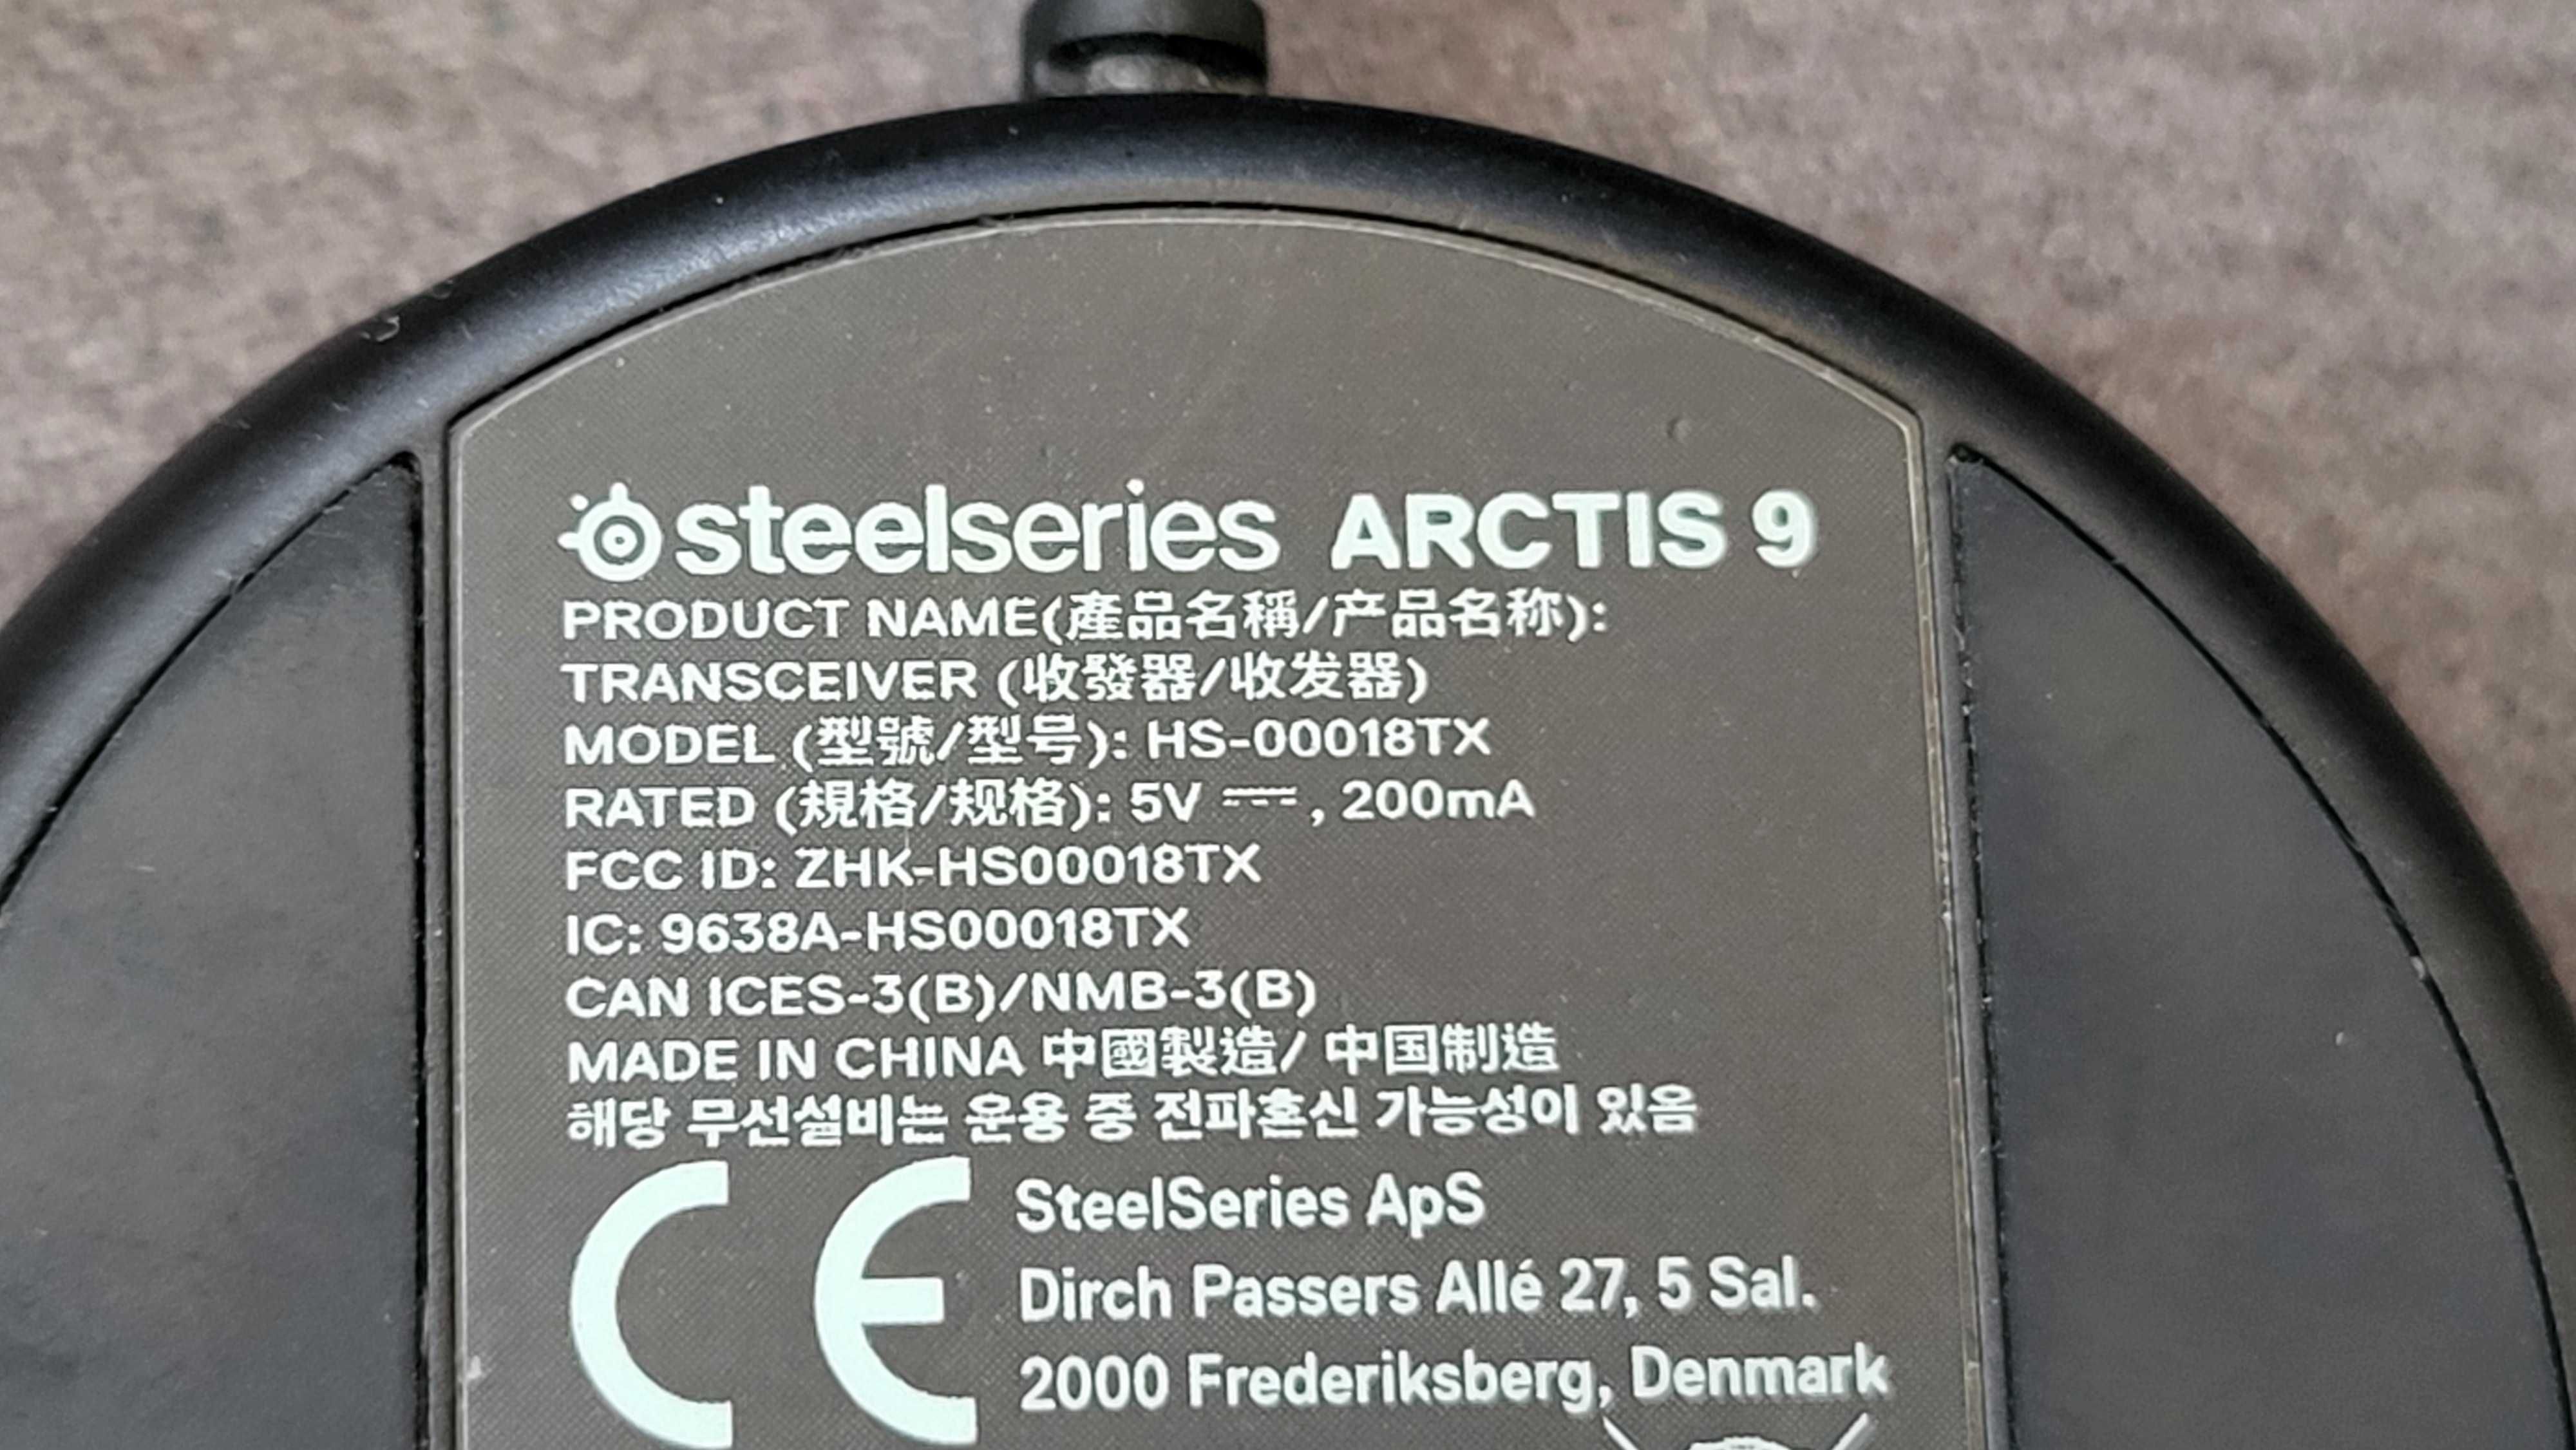 steelseries ARCTIS 9
PRODUCT NAME(產品名稱/产品名称):
TRANSCEIVER (收發器/收发器)
MODEL (型號/型号): HS-00018TX
RATED (規格/规格): 5V ⎓, 200mA
FCC ID: ZHK-HS00018TX
IC: 9638A-HS00018TX
CAN ICES-3(B)/NMB-3(B)
MADE IN CHINA 中國製造/ 中国制造
해당 무선설비는 운용 중 전파혼신 가능성이 있음
CE
SteelSeries ApS
Dirch Passers Allé 27, 5 Sal.
2000 Frederiksberg, Denmark